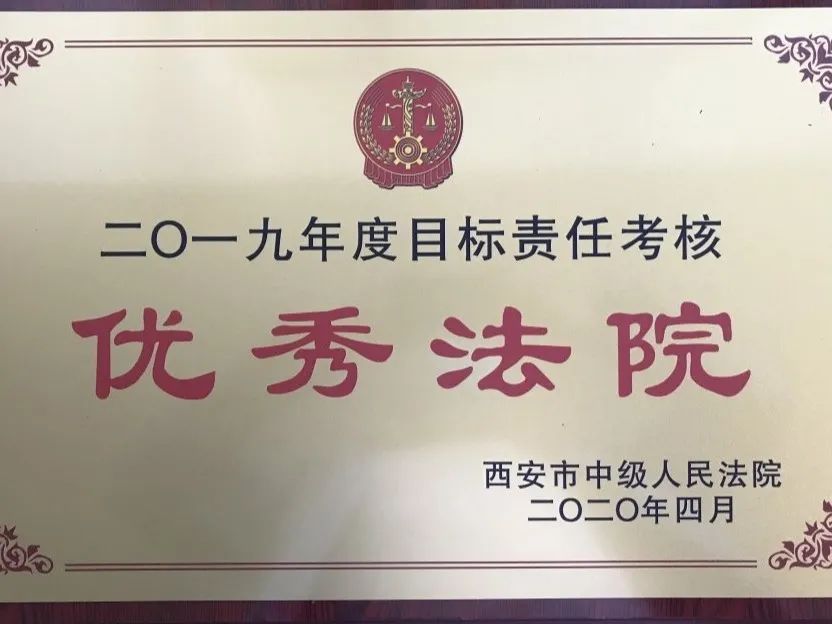 二〇一九年度目标责任考核
优秀法院
西安市中级人民法院
二〇二〇年四月